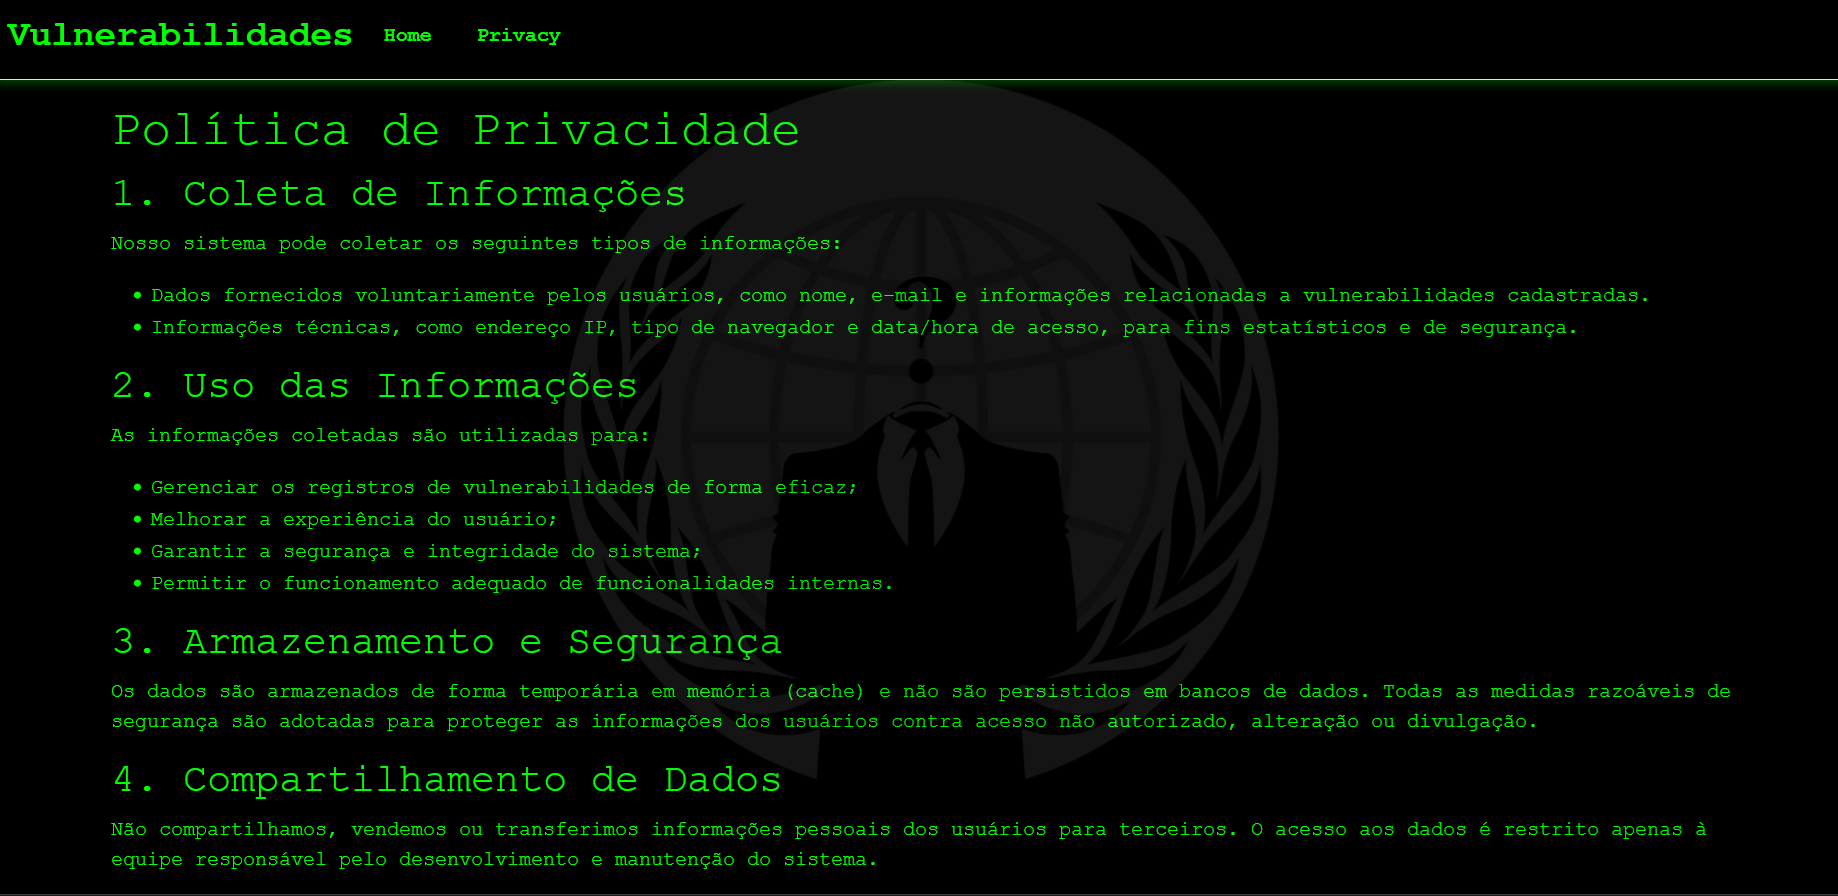 Vulnerabilidades Home Privacy
Política de Privacidade
1. Coleta de Informações
Nosso sistema pode coletar os seguintes tipos de informações:
• Dados fornecidos voluntariamente pelos usuários, como nome, e-mail e informações relacionadas a vulnerabilidades cadastradas.
• Informações técnicas, como endereço IP, tipo de navegador e data/hora de acesso, para fins estatísticos e de segurança.
2. Uso das Informações
As informações coletadas são utilizadas para:
• Gerenciar os registros de vulnerabilidades de forma eficaz;
• Melhorar a experiência do usuário;
• Garantir a segurança e integridade do sistema;
• Permitir o funcionamento adequado de funcionalidades internas.
3. Armazenamento e Segurança
Os dados são armazenados de forma temporária em memória (cache) e não são persistidos em bancos de dados. Todas as medidas razoáveis de
segurança são adotadas para proteger as informações dos usuários contra acesso não autorizado, alteração ou divulgação.
4. Compartilhamento de Dados
Não compartilhamos, vendemos ou transferimos informações pessoais dos usuários para terceiros. O acesso aos dados é restrito apenas à
equipe responsável pelo desenvolvimento e manutenção do sistema.